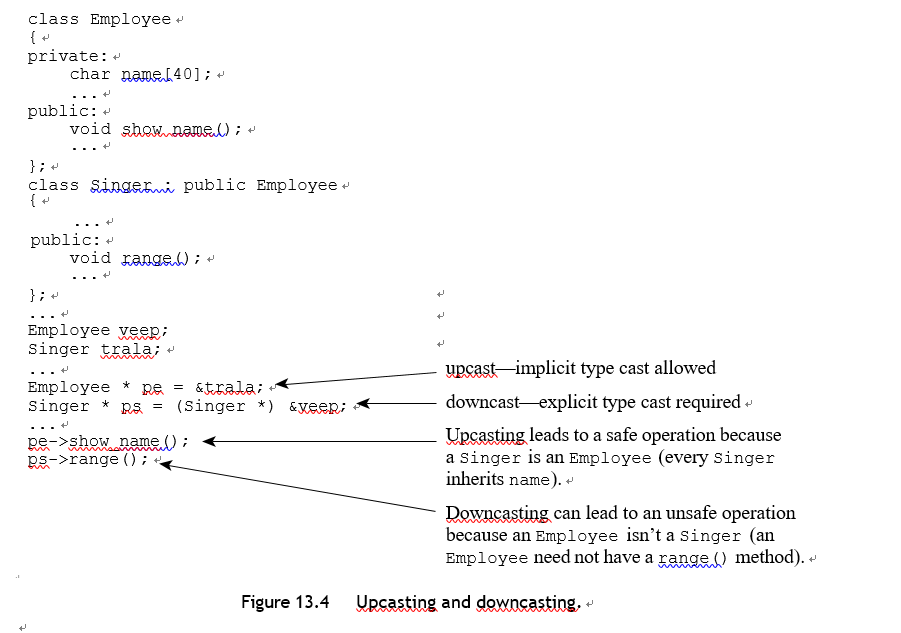 class Employee
{
private:
char name[40];
...
public:
void show_name();
...
};
class Singer : public Employee
{
...
public:
void range();
...
};
...
Employee veep;
Singer trala;
...
Employee * pe = &trala;
Singer * ps = (Singer *) &veep;
...
pe->show_name();
ps->range();
upcast—implicit type cast allowed
downcast—explicit type cast required
Upcasting leads to a safe operation because
a Singer is an Employee (every Singer
inherits name).
Downcasting can lead to an unsafe operation
because an Employee isn't a Singer (an
Employee need not have a range() method).
Figure 13.4 Upcasting and downcasting.